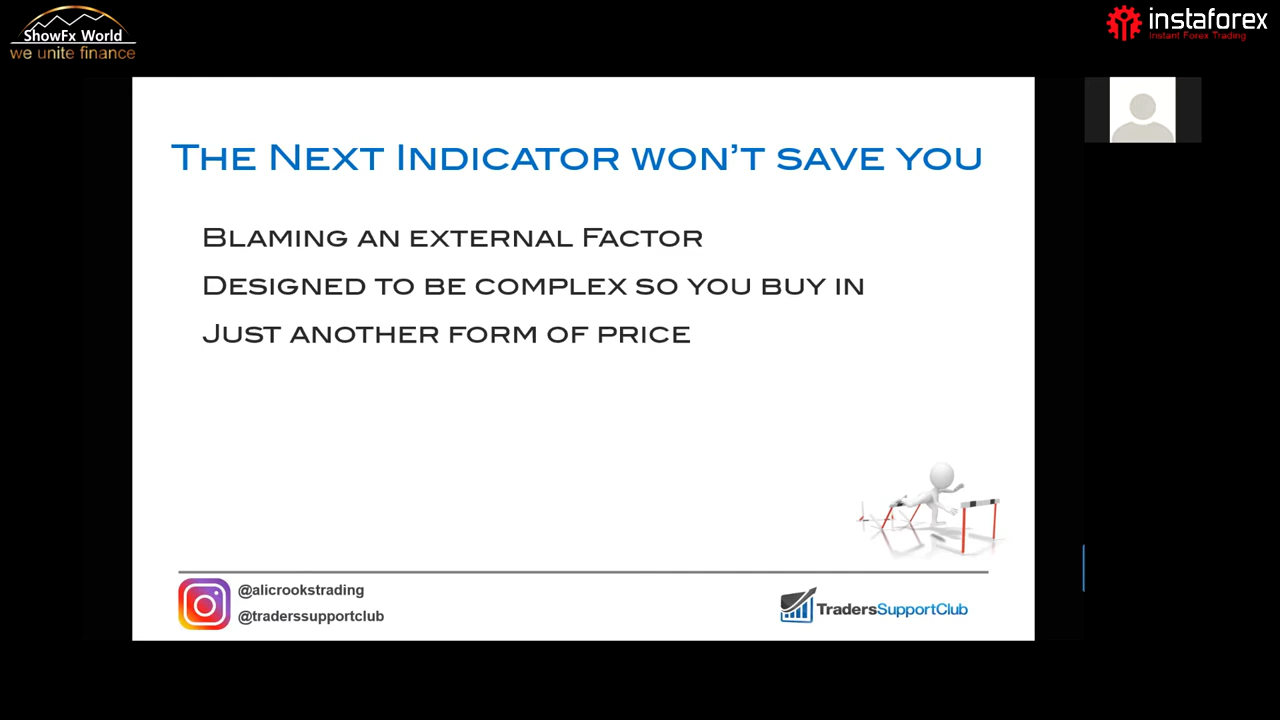 ShowFx World
we unite finance
instaforex
Instant Forex Trading
THE NEXT INDICATOR WON'T SAVE YOU
BLAMING AN EXTERNAL FACTOR
DESIGNED TO BE COMPLEX SO YOU BUY IN
JUST ANOTHER FORM OF PRICE
@alicrookstrading
@traderssupportclub
TradersSupportClub